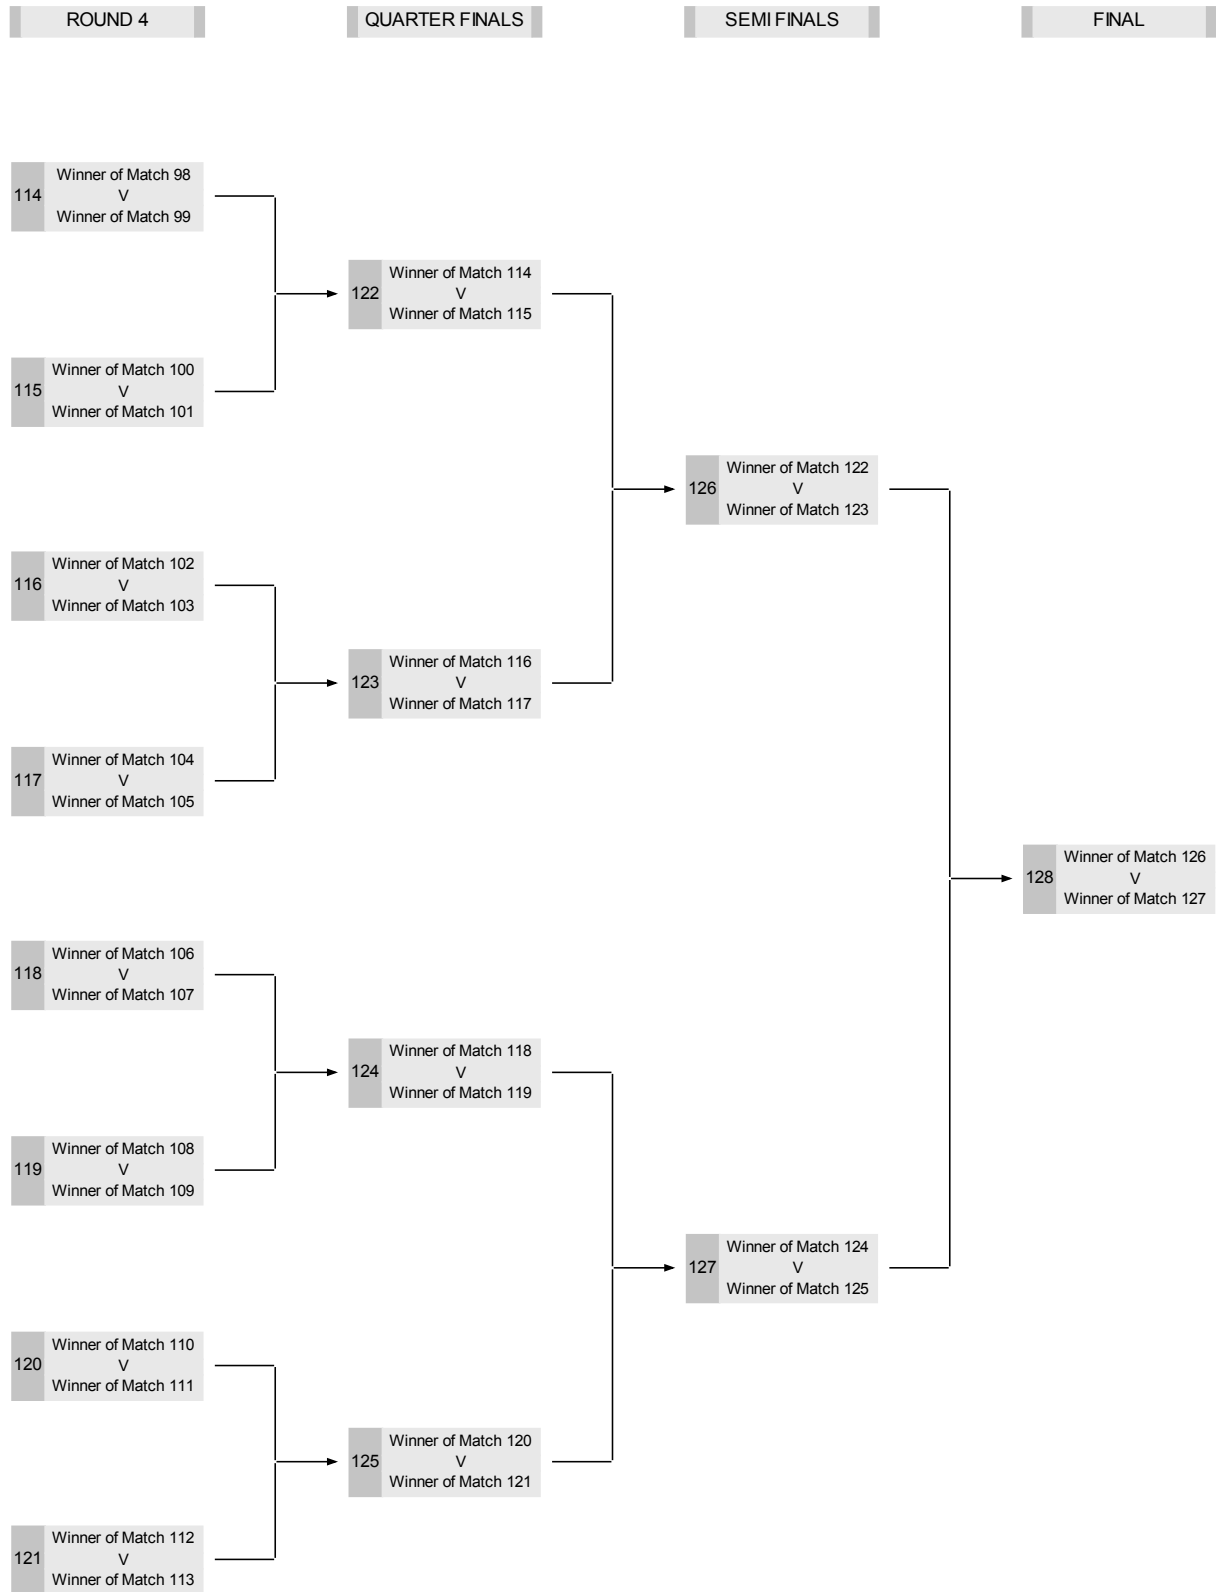 ROUND 4
QUARTER FINALS
SEMI FINALS
FINAL
114
Winner of Match 98
V
Winner of Match 99
115
Winner of Match 100
V
Winner of Match 101
116
Winner of Match 102
V
Winner of Match 103
117
Winner of Match 104
V
Winner of Match 105
118
Winner of Match 106
V
Winner of Match 107
119
Winner of Match 108
V
Winner of Match 109
120
Winner of Match 110
V
Winner of Match 111
121
Winner of Match 112
V
Winner of Match 113
122
Winner of Match 114
V
Winner of Match 115
123
Winner of Match 116
V
Winner of Match 117
124
Winner of Match 118
V
Winner of Match 119
125
Winner of Match 120
V
Winner of Match 121
126
Winner of Match 122
V
Winner of Match 123
127
Winner of Match 124
V
Winner of Match 125
128
Winner of Match 126
V
Winner of Match 127